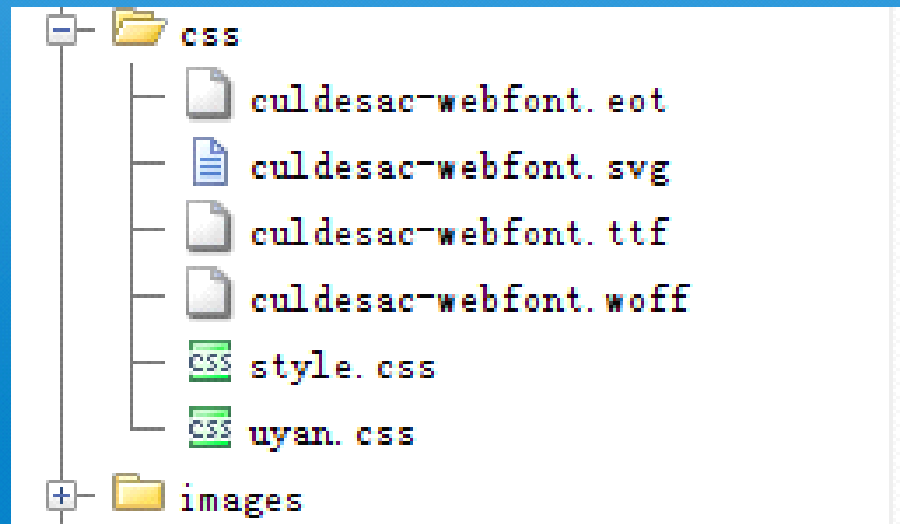 css
culdesac-webfont.eot
culdesac-webfont.svg
culdesac-webfont.ttf
culdesac-webfont.woff
css style.css
css uyan.css
images